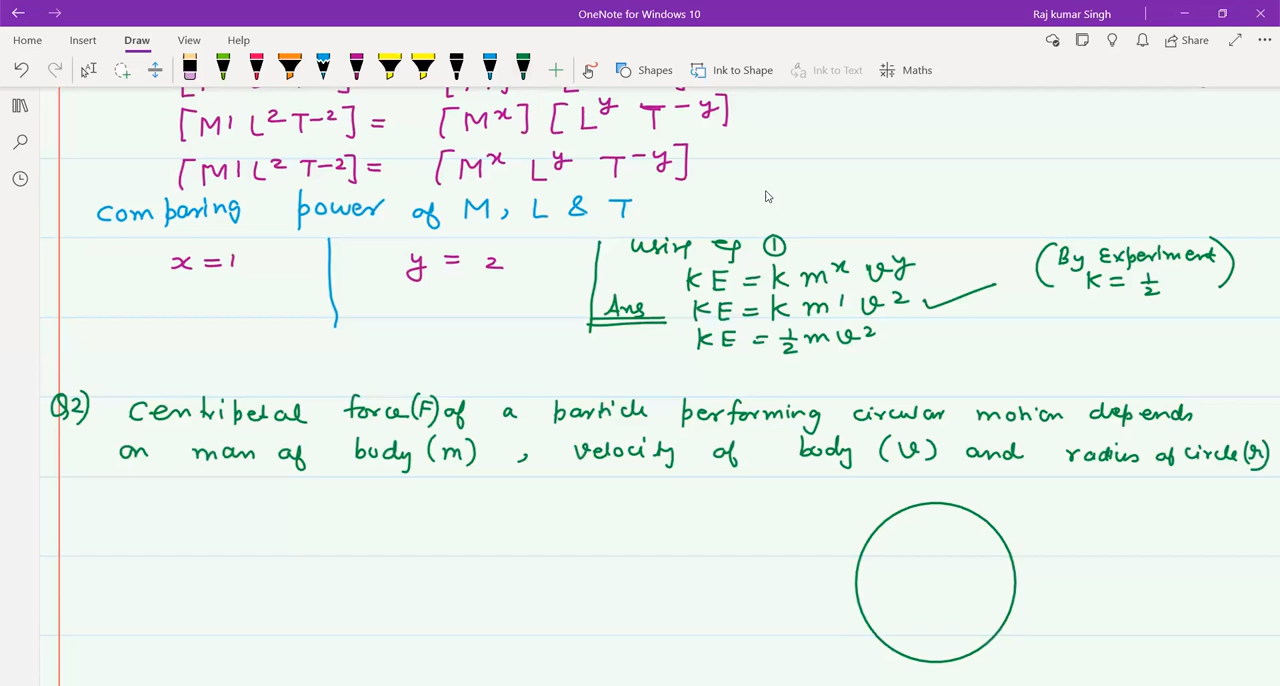 OneNote for Windows 10
Raj kumar Singh
Home Insert Draw View Help
Share
Shapes Ink to Shape Ink to Text Maths
[M1 L2 T-2] = [Mx] [Ly T-y]
[M1 L2 T-2] = [Mx Ly T-y]
comparing power of M, L & T
x = 1
y = 2
using eq ①
KE = k mx vy
Ans KE = k m1 v2
KE = 1/2 m v2
(By Experiment
K = 1/2)
Q2) Centripetal force (F) of a particle performing circular motion depends
on man of body (m), velocity of body (v) and radius of circle (r)